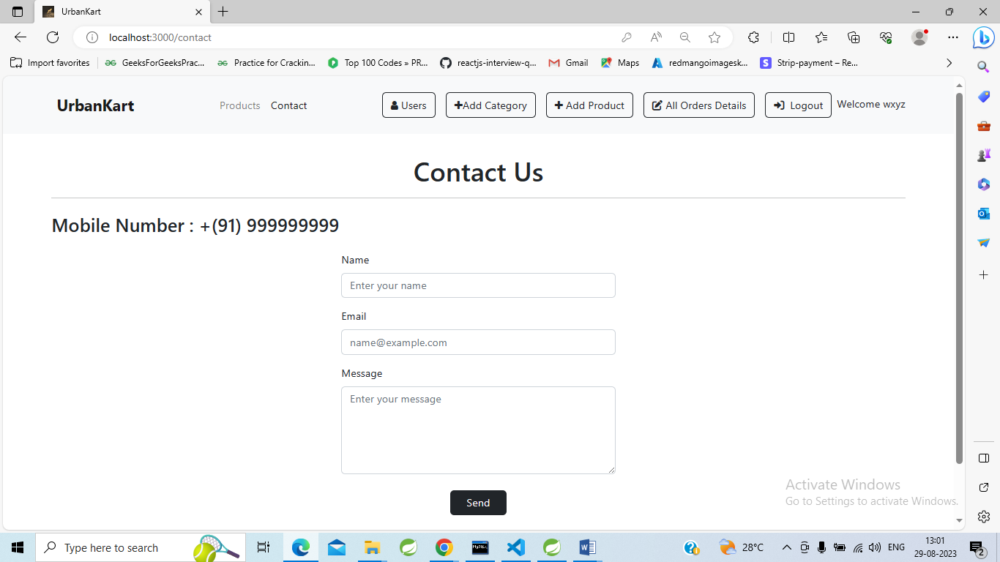 UrbanKart
localhost:3000/contact
Import favorites
GeeksForGeeksPrac...
Practice for Crackin...
Top 100 Codes » PR...
reactjs-interview-q...
Gmail
Maps
redmangoimagesk...
Strip-payment – Re...
UrbanKart
Products
Contact
Users
Add Category
Add Product
All Orders Details
Logout
Welcome wxyz
Contact Us
Mobile Number : +(91) 999999999
Name
Enter your name
Email
name@example.com
Message
Enter your message
Send
Activate Windows
Go to Settings to activate Windows.
Type here to search
MySQL
28°C
ENG
13:01
29-08-2023
2